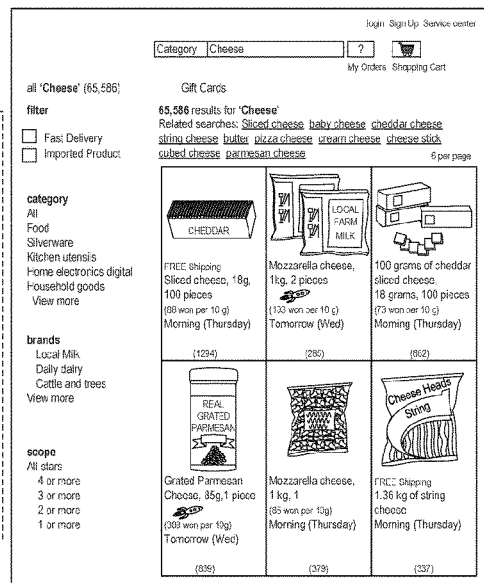 login Sign Up Service center
Category Cheese ?
My Orders Shopping Cart
all 'Cheese' (65,586) Gift Cards
filter
Fast Delivery
Imported Product
category
All
Food
Silverware
Kitchen utensils
Home electronics digital
Household goods
View more
brands
Local Milk
Daily dairy
Cattle and trees
View more
scope
All stars
4 or more
3 or more
2 or more
1 or more
65,586 results for 'Cheese'
Related searches: Sliced cheese baby cheese cheddar cheese
string cheese butter pizza cheese cream cheese cheese stick
cubed cheese parmesan cheese
6 per page
CHEDDAR
FREE Shipping
Sliced cheese, 18g,
100 pieces
(88 won per 10 g)
Morning (Thursday)
(1294)
LOCAL
FARM
MILK
Mozzarella cheese,
1kg, 2 pieces
(103 won per 10 g)
Tomorrow (Wed)
(285)
100 grams of cheddar
sliced cheese,
18 grams, 100 pieces
(73 won per 10 g)
Morning (Thursday)
(662)
REAL
GRATED
PARMESAN
Grated Parmesan
Cheese, 85g,1 piece
(309 won per 10g)
Tomorrow (Wed)
(839)
Mozzarella cheese,
1 kg, 1
(85 won per 10g)
Morning (Thursday)
(379)
Cheese Heads
String
FREE Shipping
1.36 kg of string
cheese
Morning (Thursday)
(337)